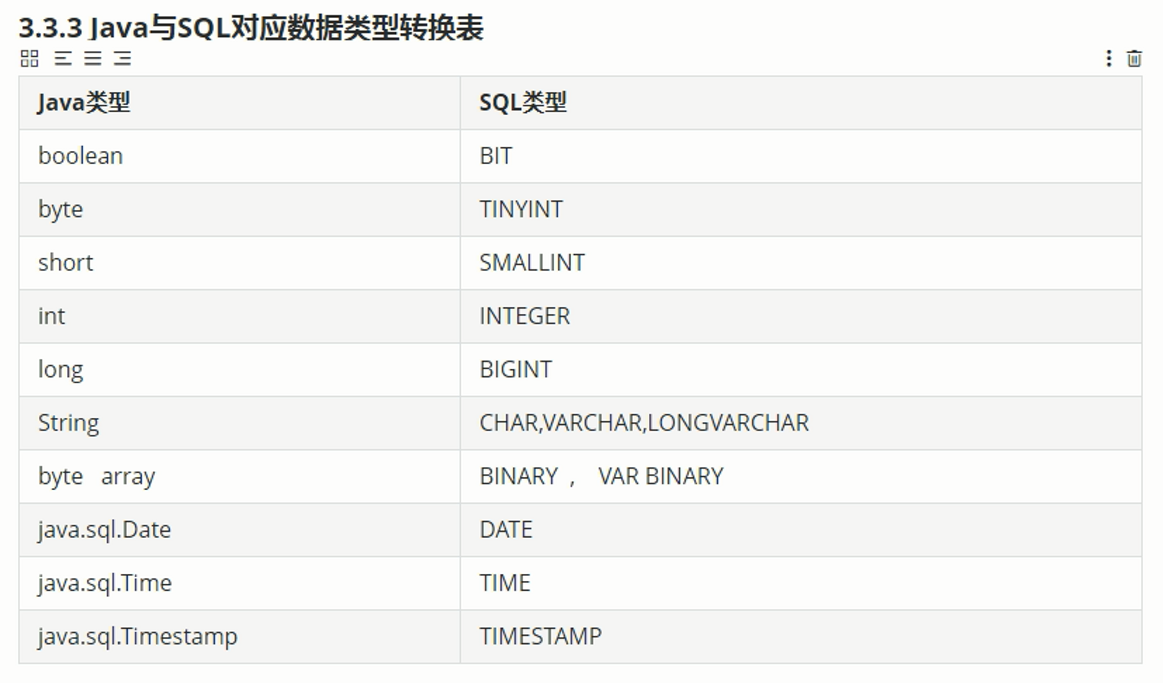 3.3.3 Java与SQL对应数据类型转换表
Java类型 SQL类型
boolean BIT
byte TINYINT
short SMALLINT
int INTEGER
long BIGINT
String CHAR,VARCHAR,LONGVARCHAR
byte array BINARY , VAR BINARY
java.sql.Date DATE
java.sql.Time TIME
java.sql.Timestamp TIMESTAMP